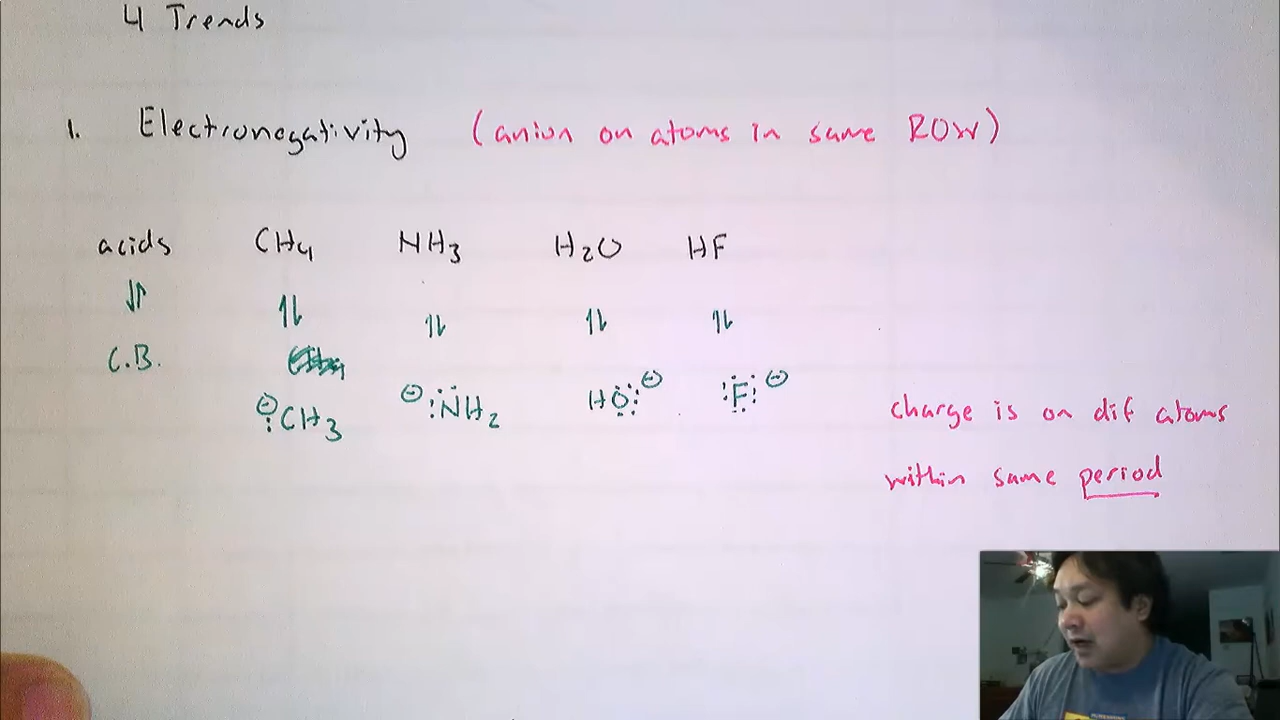 4 Trends
1. Electronegativity (anion on atoms in same ROW)
acids CH4 NH3 H2O HF
⇃↾ ↿⇂ ↿⇂ ↿⇂ ↿⇂
C.B.
⊖:CH3 ⊖:N̈H2 HO⊖ F⊖
charge is on dif atoms
within same period